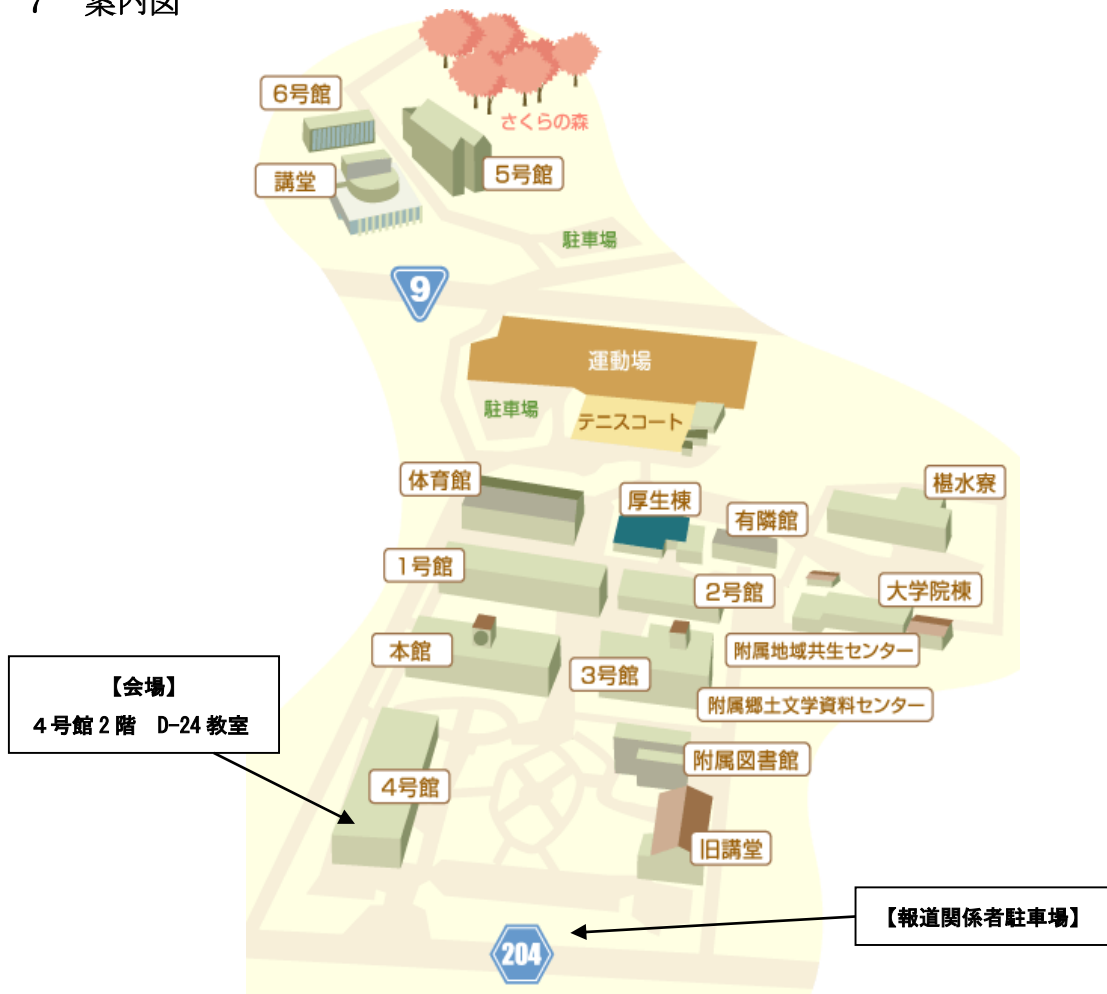 ７　案内図
6号館
さくらの森
講堂
5号館
駐車場
9
運動場
駐車場
テニスコート
体育館
厚生棟
有隣館
椹水寮
1号館
2号館
大学院棟
本館
3号館
附属地域共生センター
附属郷土文学資料センター
【会場】
４号館２階　D-24 教室
4号館
附属図書館
旧講堂
【報道関係者駐車場】
204